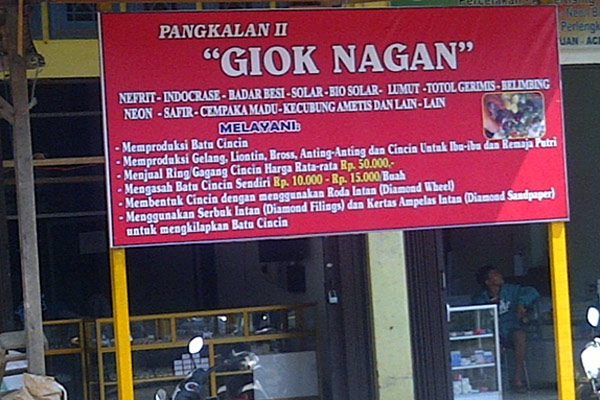 PANGKALAN II
"GIOK NAGAN"
NEFRIT - INDOCRASE - BADAR BESI - SOLAR - BIO SOLAR - LUMUT - TOTOL GERIMIS - BELIMBING
NEON - SAFIR - CEMPAKA MADU - KECUBUNG AMETIS DAN LAIN - LAIN
MELAYANI:
- Memproduksi Batu Cincin
- Memproduksi Gelang, Liontin, Bross, Anting-Anting dan Cincin Untuk Ibu-ibu dan Remaja Putri
- Menjual Ring/Gagang Cincin Harga Rata-rata Rp. 50.000,-
- Mengasah Batu Cincin Sendiri Rp. 10.000 - Rp. 15.000/Buah
- Membentuk Cincin dengan menggunakan Roda Intan (Diamond Wheel)
- Menggunakan Serbuk Intan (Diamond Filings) dan Kertas Ampelas Intan (Diamond Sandpaper)
untuk mengkilapkan Batu Cincin